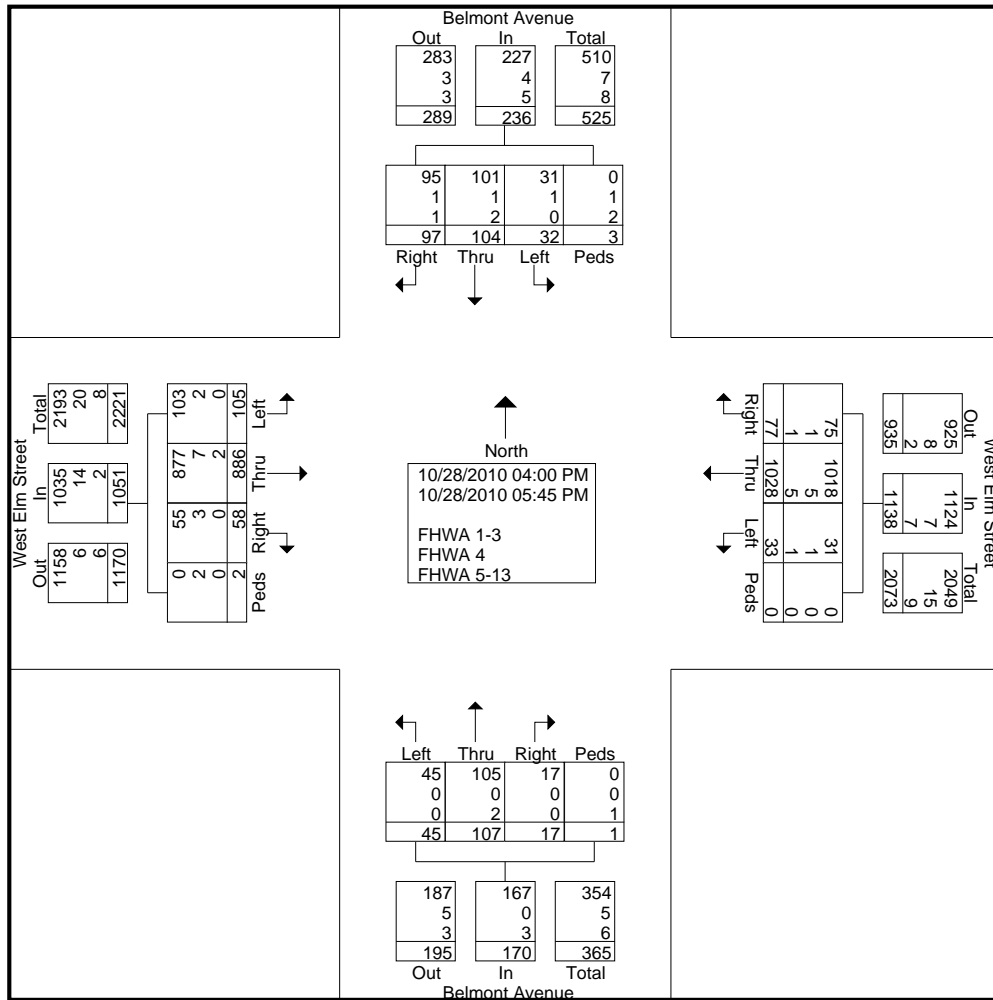 Belmont Avenue
Out In Total
283 227 510
3 4 7
3 5 8
289 236 525
95 101 31 0
1 1 1 1
1 2 0 2
97 104 32 3
Right Thru Left Peds
West Elm Street
Total In Out
2193 1035 1158
20 14 6
8 2 6
2221 1051 1170
103 877 55 0
2 7 3 2
0 2 0 0
105 886 58 2
Left Thru Right Peds
North
10/28/2010 04:00 PM
10/28/2010 05:45 PM
FHWA 1-3
FHWA 4
FHWA 5-13
Right Thru Left Peds
77 1028 33 0
1 5 1 0
1 5 1 0
75 1018 31 0
West Elm Street
Out In Total
925 1124 2049
8 7 15
2 7 9
935 1138 2073
Left Thru Right Peds
45 105 17 0
0 0 0 0
0 2 0 1
45 107 17 1
187 167 354
5 0 5
3 3 6
195 170 365
Out In Total
Belmont Avenue